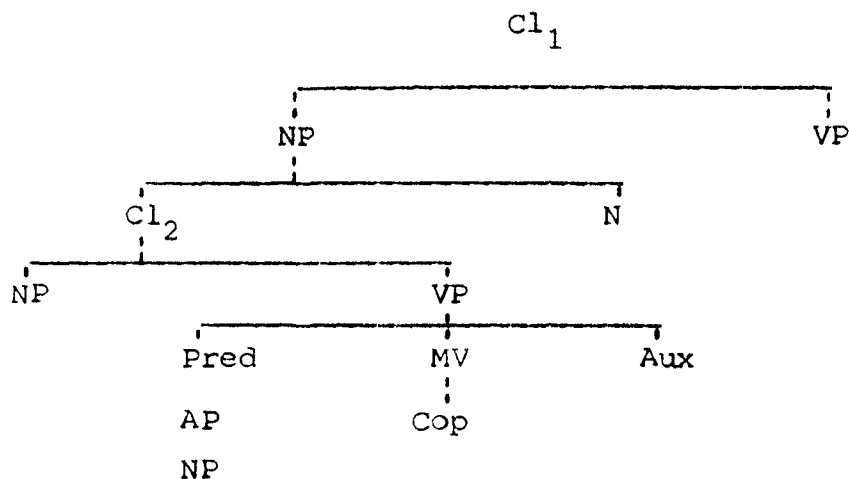 Cl₁
NP VP
Cl₂ N
NP VP
Pred MV Aux
AP Cop
NP